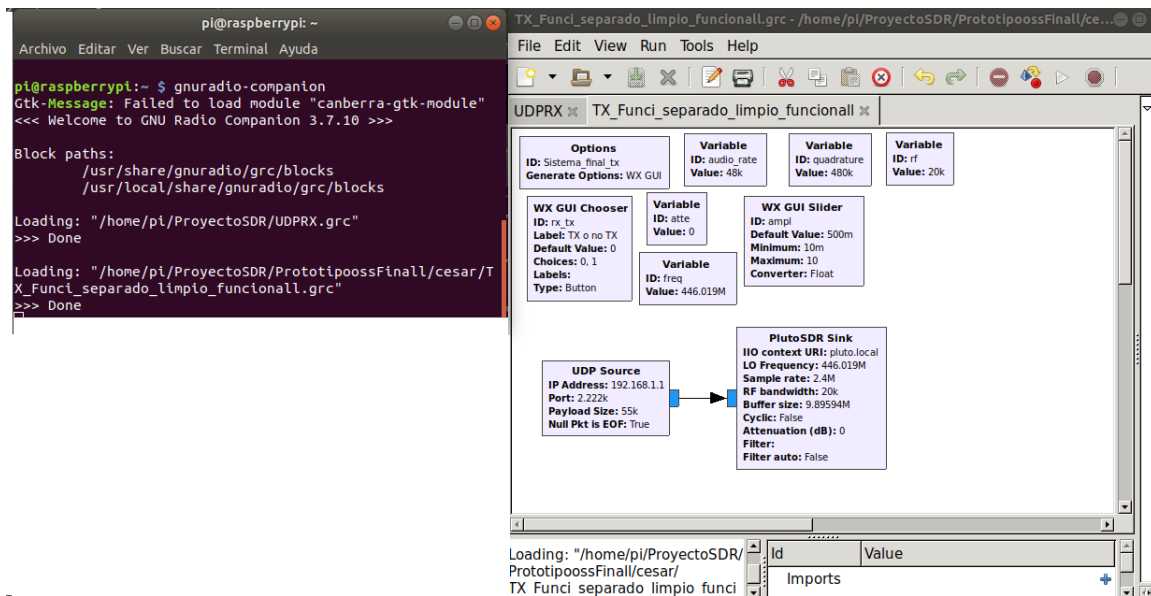 pi@raspberrypi: ~
Archivo Editar Ver Buscar Terminal Ayuda
pi@raspberrypi:~ $ gnuradio-companion
Gtk-Message: Failed to load module "canberra-gtk-module"
<<< Welcome to GNU Radio Companion 3.7.10 >>>
Block paths:
/usr/share/gnuradio/grc/blocks
/usr/local/share/gnuradio/grc/blocks
Loading: "/home/pi/ProyectoSDR/UDPRX.grc"
>>> Done
Loading: "/home/pi/ProyectoSDR/PrototipoossFinall/cesar/T
X_Funci_separado_limpio_funcionall.grc"
>>> Done
TX_Funci_separado_limpio_funcionall.grc - /home/pi/ProyectoSDR/PrototipoossFinall/ce...
File Edit View Run Tools Help
UDPRX
TX_Funci_separado_limpio_funcionall
Options
ID: Sistema_final_tx
Generate Options: WX GUI
Variable
ID: audio_rate
Value: 48k
Variable
ID: quadrature
Value: 480k
Variable
ID: rf
Value: 20k
WX GUI Chooser
ID: rx_tx
Label: TX o no TX
Default Value: 0
Choices: 0, 1
Labels:
Type: Button
Variable
ID: atte
Value: 0
Variable
ID: freq
Value: 446.019M
WX GUI Slider
ID: ampl
Default Value: 500m
Minimum: 10m
Maximum: 10
Converter: Float
UDP Source
IP Address: 192.168.1.1
Port: 2.222k
Payload Size: 55k
Null Pkt is EOF: True
PlutoSDR Sink
IIO context URI: pluto.local
LO Frequency: 446.019M
Sample rate: 2.4M
RF bandwidth: 20k
Buffer size: 9.89594M
Cyclic: False
Attenuation (dB): 0
Filter:
Filter auto: False
Loading: "/home/pi/ProyectoSDR/
PrototipoossFinall/cesar/
TX_Funci_separado_limpio_funci
Id Value
Imports